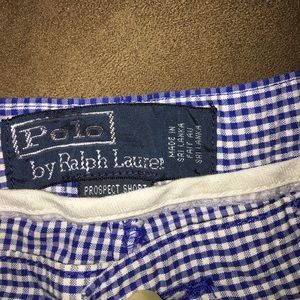 Polo
by Ralph Lauren
MADE IN
SRI LANKA
FAIT AU
SRI LANKA
PROSPECT SHORT